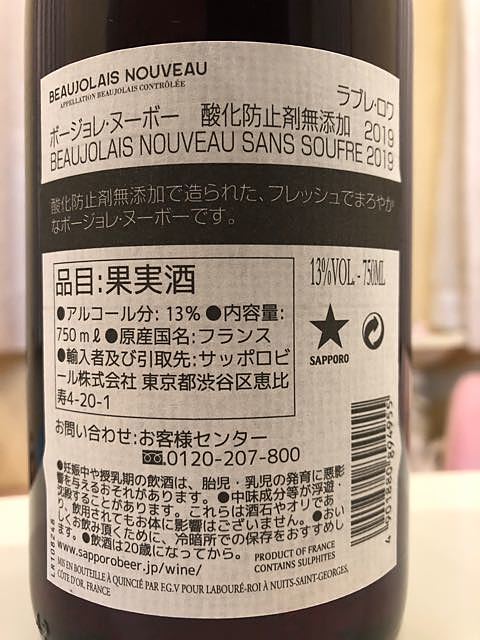 BEAUJOLAIS NOUVEAU
APPELLATION BEAUJOLAIS CONTRÔLÉE
ラブレ・ロワ
ボージョレ・ヌーボー 酸化防止剤無添加 2019
BEAUJOLAIS NOUVEAU SANS SOUFRE 2019
酸化防止剤無添加で造られた、フレッシュでまろやか
なボージョレ・ヌーボーです。
品目:果実酒
●アルコール分:13% ●内容量:
750mℓ ●原産国名:フランス
●輸入者及び引取先:サッポロビ
ール株式会社 東京都渋谷区恵比
寿4-20-1
13%VOL. - 750ML
SAPPORO
お問い合わせ:お客様センター
0120-207-800
●妊娠中や授乳期の飲酒は、胎児・乳児の発育に悪影
響を与えるおそれがあります。●中味成分等が浮遊・
沈殿することがあります。これらは酒石やオリであ
り、飲用されてもお体に影響はございません。●おい
しくお飲み頂くために、冷暗所での保存をおすすめし
ます。●飲酒は20歳になってから。
www.sapporobeer.jp/wine/
PRODUCT OF FRANCE
CONTAINS SULPHITES
MIS EN BOUTEILLE À QUINCIÉ PAR F.G.V POUR LABOURÉ-ROI À NUITS-SAINT-GEORGES,
CÔTE D'OR, FRANCE
LR108248
4 901880 894955